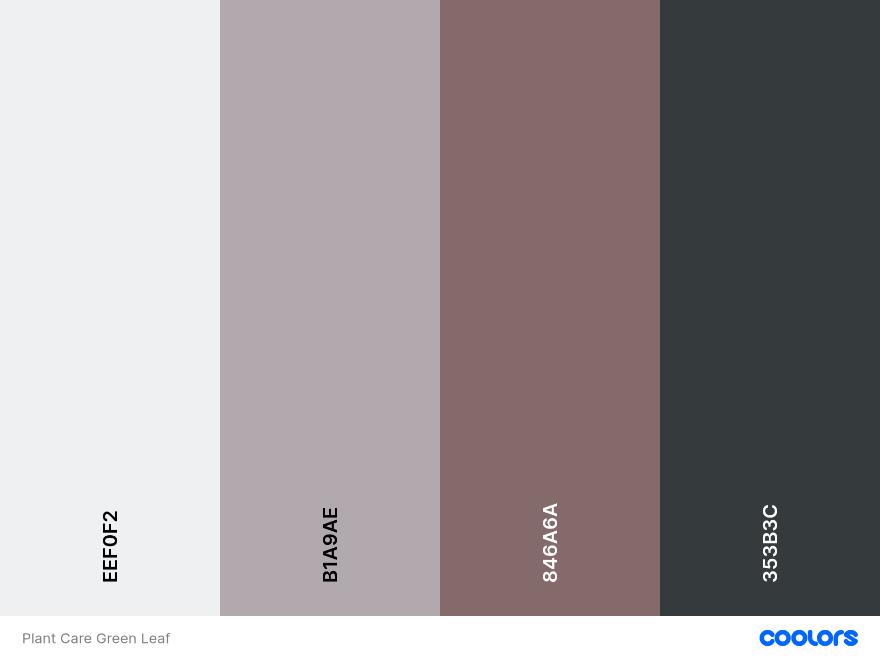 EEF0F2
B1A9AE
846A6A
353B3C
Plant Care Green Leaf
coolors